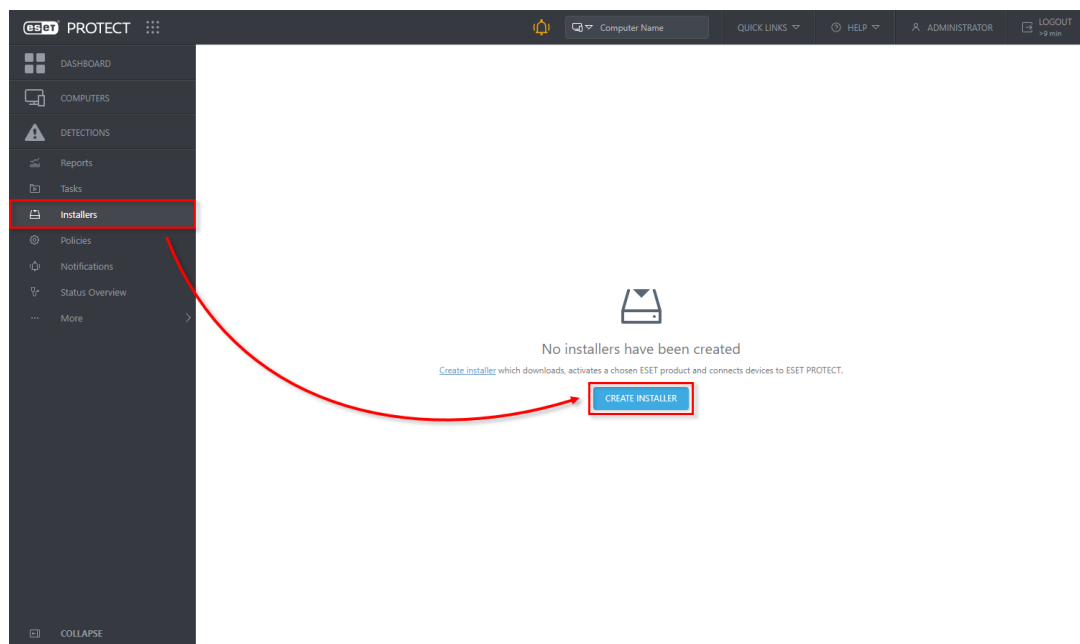 eset PROTECT
Computer Name
QUICK LINKS
HELP
ADMINISTRATOR
LOGOUT
>9 min
DASHBOARD
COMPUTERS
DETECTIONS
Reports
Tasks
Installers
Policies
Notifications
Status Overview
More
COLLAPSE
No installers have been created
Create installer which downloads, activates a chosen ESET product and connects devices to ESET PROTECT.
CREATE INSTALLER